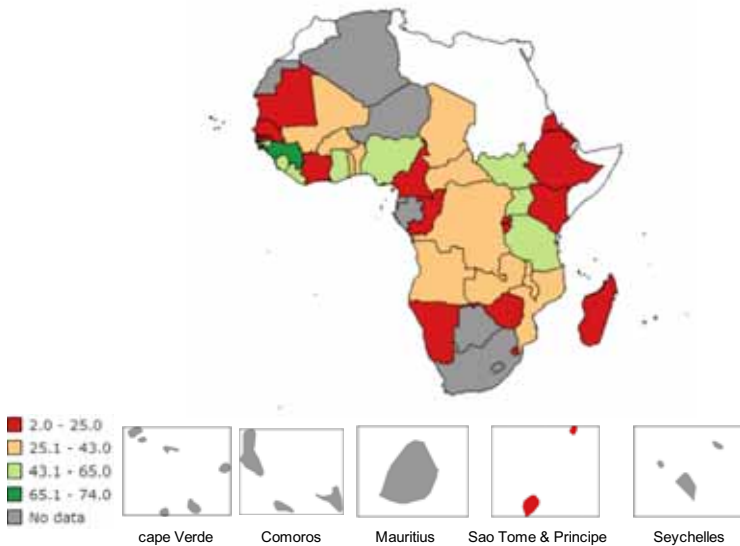 2.0 - 25.0
25.1 - 43.0
43.1 - 65.0
65.1 - 74.0
No data
cape Verde
Comoros
Mauritius
Sao Tome & Principe
Seychelles